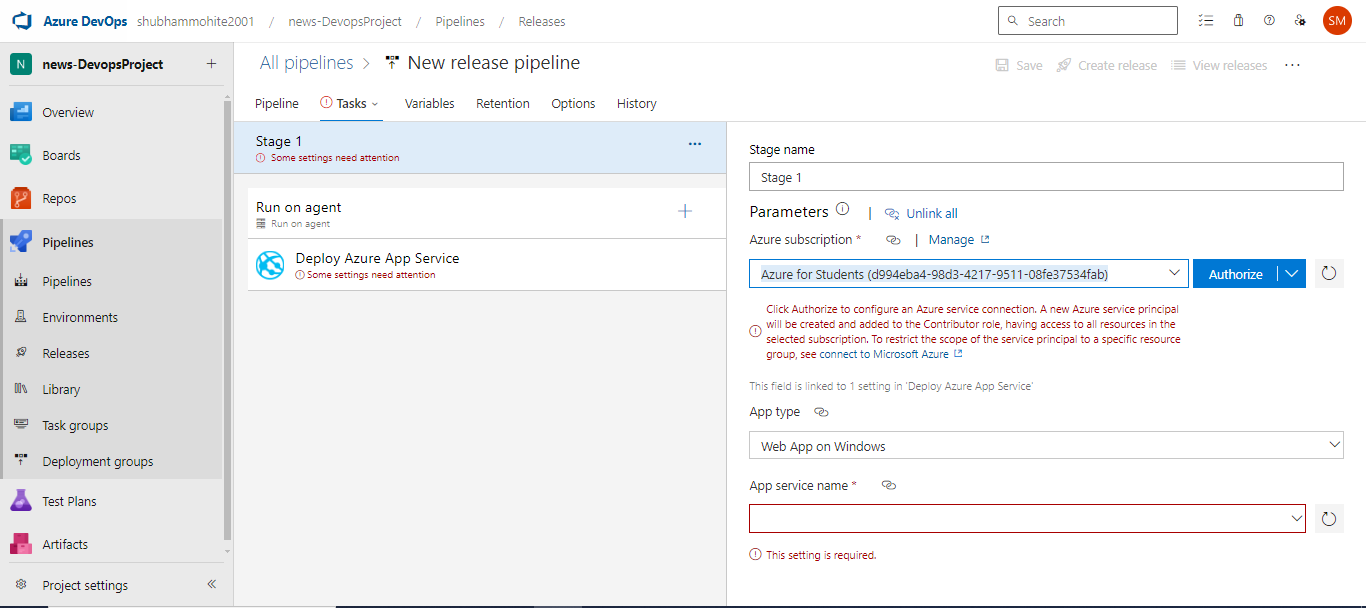 Azure DevOps shubhammohite2001 / news-DevopsProject / Pipelines / Releases
Search
SM
N news-DevopsProject +
Overview
Boards
Repos
Pipelines
Pipelines
Environments
Releases
Library
Task groups
Deployment groups
Test Plans
Artifacts
Project settings
All pipelines > New release pipeline
Save Create release View releases ...
Pipeline Tasks Variables Retention Options History
Stage 1 ...
Some settings need attention
Run on agent +
Run on agent
Deploy Azure App Service
Some settings need attention
Stage name
Stage 1
Parameters | Unlink all
Azure subscription * | Manage
Azure for Students (d994eba4-98d3-4217-9511-08fe37534fab)
Authorize
Click Authorize to configure an Azure service connection. A new Azure service principal
will be created and added to the Contributor role, having access to all resources in the
selected subscription. To restrict the scope of the service principal to a specific resource
group, see connect to Microsoft Azure
This field is linked to 1 setting in 'Deploy Azure App Service'
App type
Web App on Windows
App service name *
This setting is required.